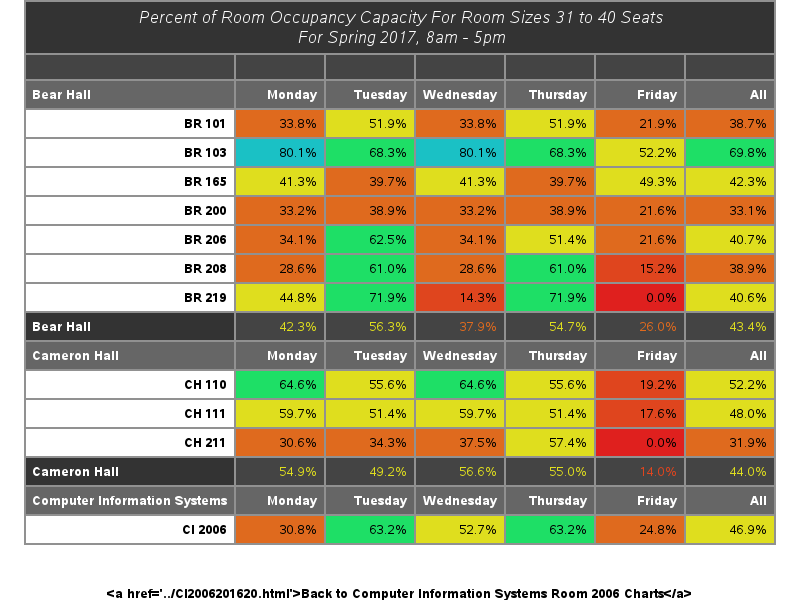 Percent of Room Occupancy Capacity For Room Sizes 31 to 40 Seats
For Spring 2017, 8am - 5pm
Bear Hall Monday Tuesday Wednesday Thursday Friday All
BR 101 33.8% 51.9% 33.8% 51.9% 21.9% 38.7%
BR 103 80.1% 68.3% 80.1% 68.3% 52.2% 69.8%
BR 165 41.3% 39.7% 41.3% 39.7% 49.3% 42.3%
BR 200 33.2% 38.9% 33.2% 38.9% 21.6% 33.1%
BR 206 34.1% 62.5% 34.1% 51.4% 21.6% 40.7%
BR 208 28.6% 61.0% 28.6% 61.0% 15.2% 38.9%
BR 219 44.8% 71.9% 14.3% 71.9% 0.0% 40.6%
Bear Hall 42.3% 56.3% 37.9% 54.7% 26.0% 43.4%
Cameron Hall Monday Tuesday Wednesday Thursday Friday All
CH 110 64.6% 55.6% 64.6% 55.6% 19.2% 52.2%
CH 111 59.7% 51.4% 59.7% 51.4% 17.6% 48.0%
CH 211 30.6% 34.3% 37.5% 57.4% 0.0% 31.9%
Cameron Hall 54.9% 49.2% 56.6% 55.0% 14.0% 44.0%
Computer Information Systems Monday Tuesday Wednesday Thursday Friday All
CI 2006 30.8% 63.2% 52.7% 63.2% 24.8% 46.9%
&lt;a href='../CI2006201620.html'&gt;Back to Computer Information Systems Room 2006 Charts&lt;/a&gt;